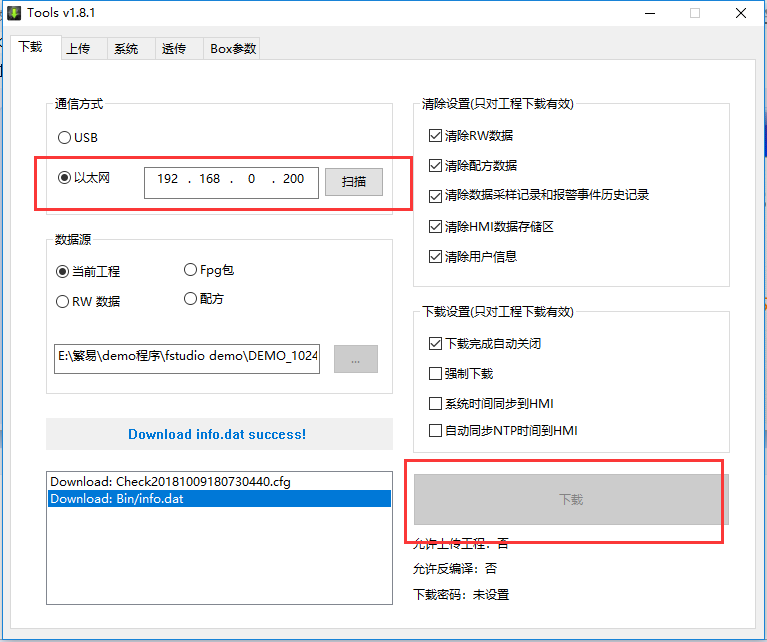 Tools v1.8.1
下载 上传 系统 透传 Box参数
通信方式
USB
以太网 192 . 168 . 0 . 200 扫描
数据源
当前工程 Fpg包
RW 数据 配方
E:\繁易\demo程序\fstudio demo\DEMO_1024 ...
Download info.dat success!
Download: Check20181009180730440.cfg
Download: Bin/info.dat
清除设置(只对工程下载有效)
清除RW数据
清除配方数据
清除数据采样记录和报警事件历史记录
清除HMI数据存储区
清除用户信息
下载设置(只对工程下载有效)
下载完成自动关闭
强制下载
系统时间同步到HMI
自动同步NTP时间到HMI
下载
允许上传工程：否
允许反编译：否
下载密码：未设置